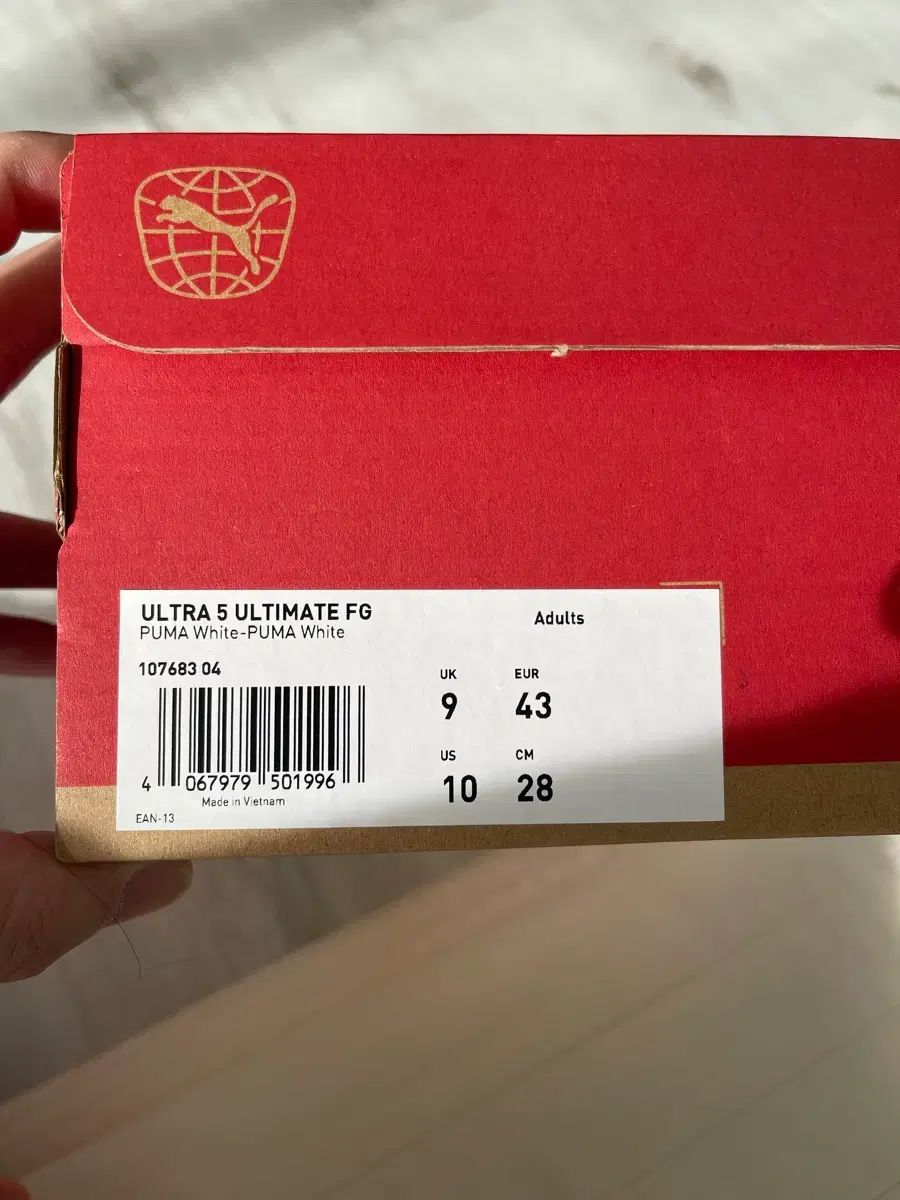 ULTRA 5 ULTIMATE FG
PUMA White-PUMA White
Adults
107683 04
UK EUR
9 43
US CM
10 28
4 067979 501996
Made in Vietnam
EAN-13